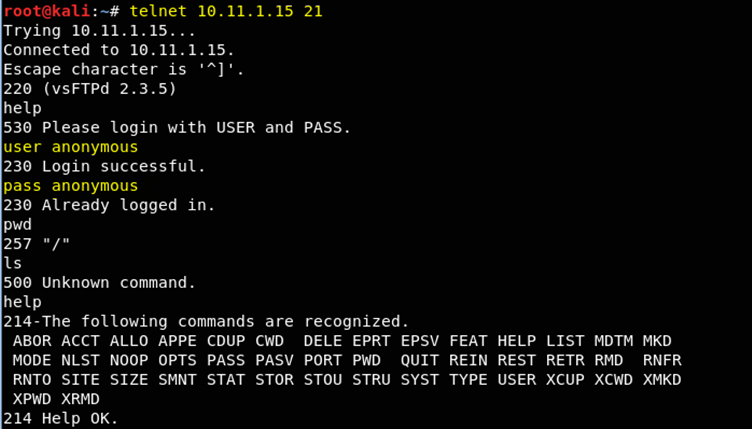 root@kali:~# telnet 10.11.1.15 21
Trying 10.11.1.15...
Connected to 10.11.1.15.
Escape character is '^]'.
220 (vsFTPd 2.3.5)
help
530 Please login with USER and PASS.
user anonymous
230 Login successful.
pass anonymous
230 Already logged in.
pwd
257 "/"
ls
500 Unknown command.
help
214-The following commands are recognized.
 ABOR ACCT ALLO APPE CDUP CWD  DELE EPRT EPSV FEAT HELP LIST MDTM MKD
 MODE NLST NOOP OPTS PASS PASV PORT PWD  QUIT REIN REST RETR RMD  RNFR
 RNTO SITE SIZE SMNT STAT STOR STOU STRU SYST TYPE USER XCUP XCWD XMKD
 XPWD XRMD
214 Help OK.